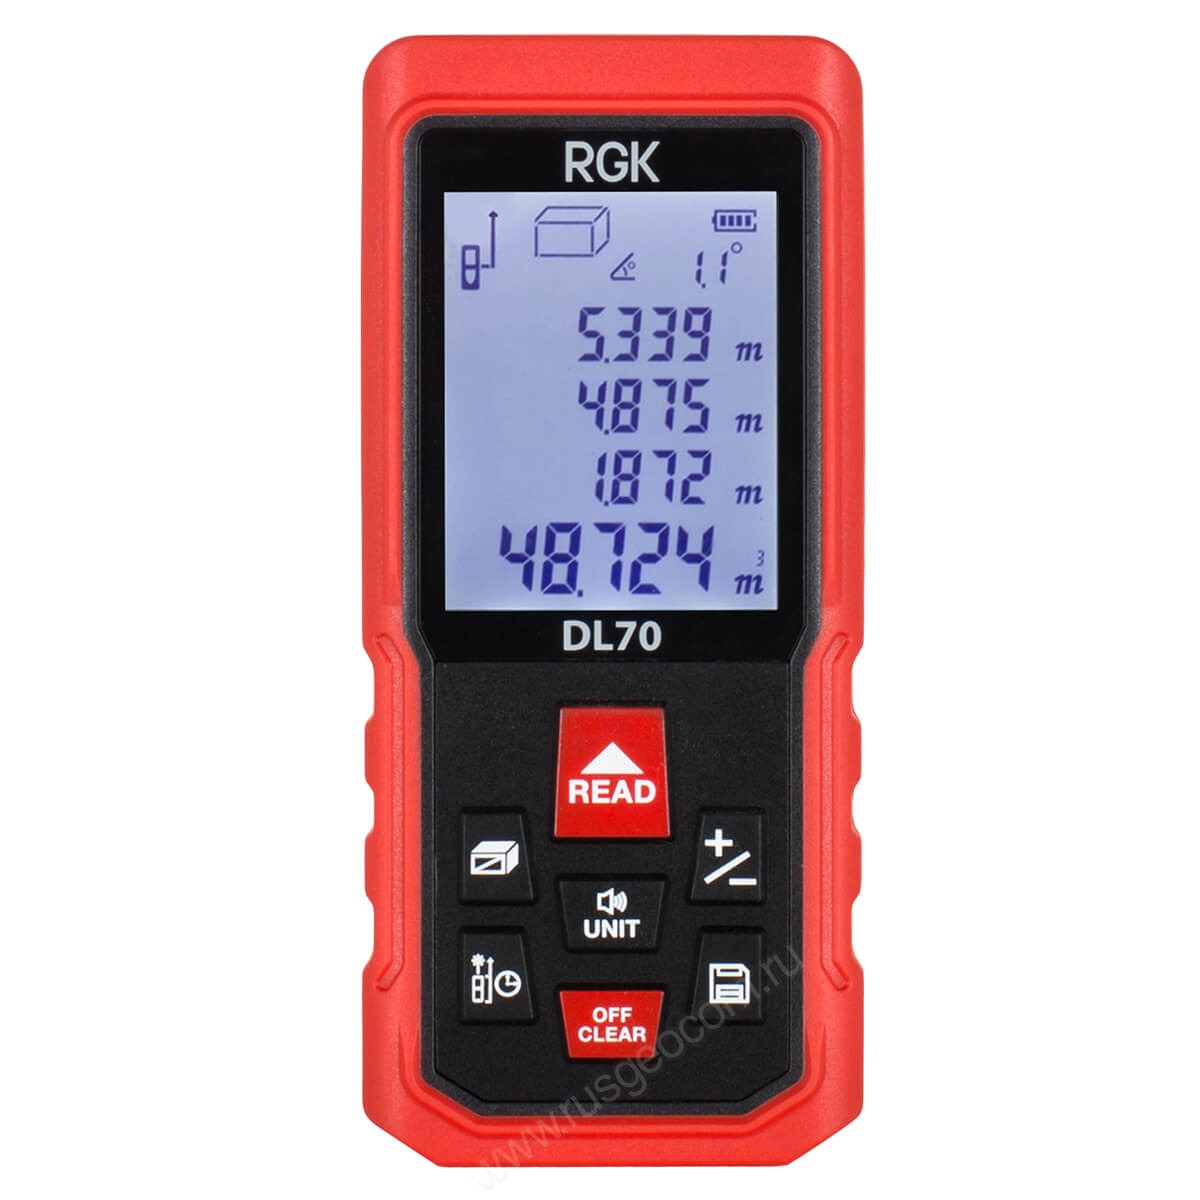 RGK
1.1°
5.339 m
4.875 m
1.872 m
48.724 m³
DL70
READ
UNIT
OFF
CLEAR
www.rusgeocom.ru